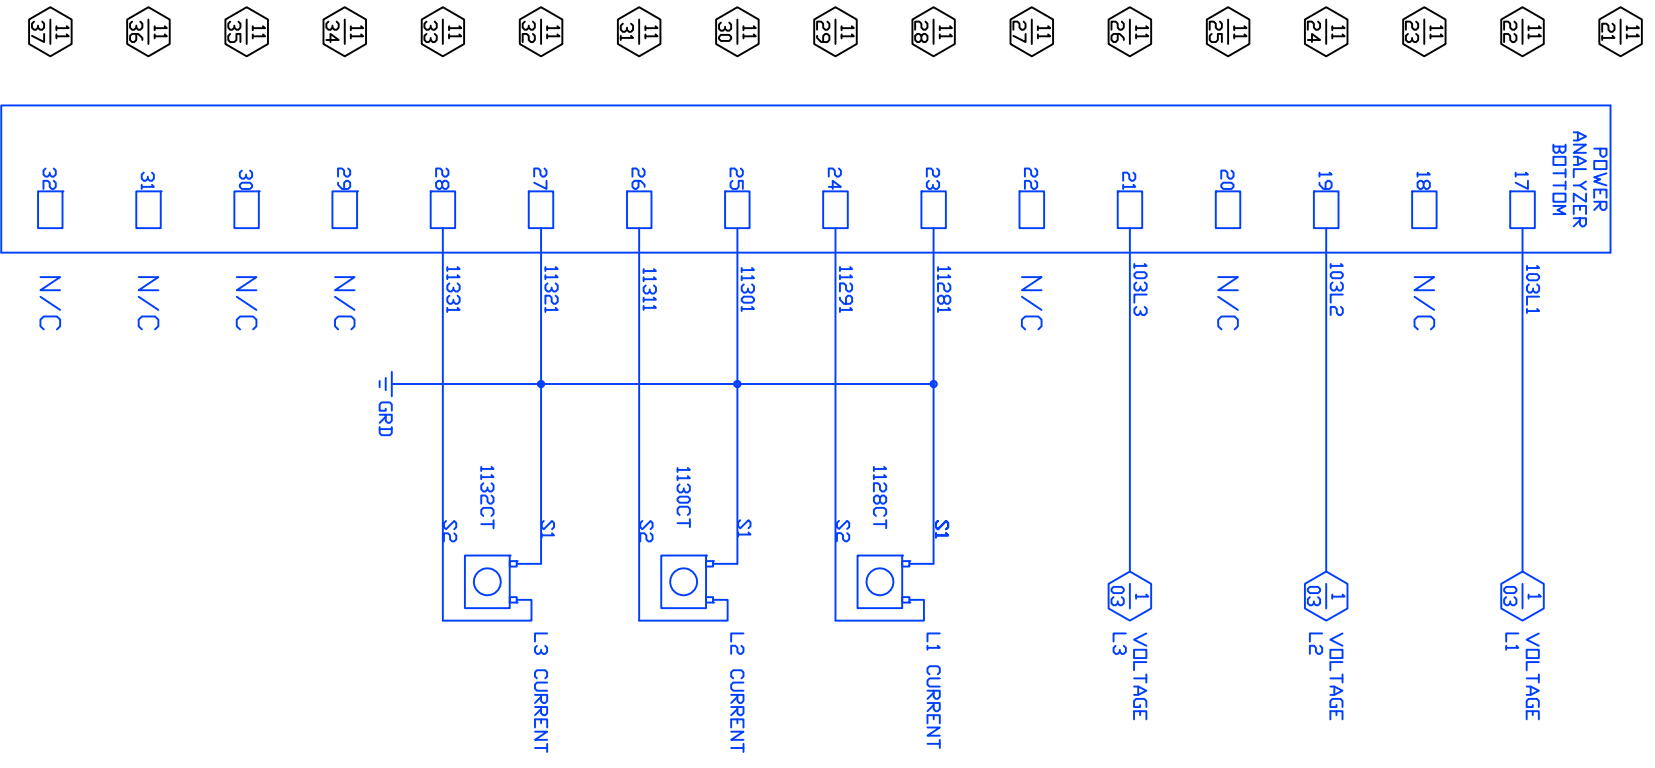 11
21
11
22
11
23
11
24
11
25
11
26
11
27
11
28
11
29
11
30
11
31
11
32
11
33
11
34
11
35
11
36
11
37
POWER
ANALYZER
BOTTOM
17
103L1
1
03
VOLTAGE
L1
18
N/C
19
103L2
1
03
VOLTAGE
L2
20
N/C
21
103L3
1
03
VOLTAGE
L3
22
N/C
23
11281
S1
L1 CURRENT
1128CT
24
11291
S2
25
11301
S1
L2 CURRENT
1130CT
26
11311
S2
27
11321
S1
L3 CURRENT
1132CT
28
11331
S2
GRD
29
N/C
30
N/C
31
N/C
32
N/C